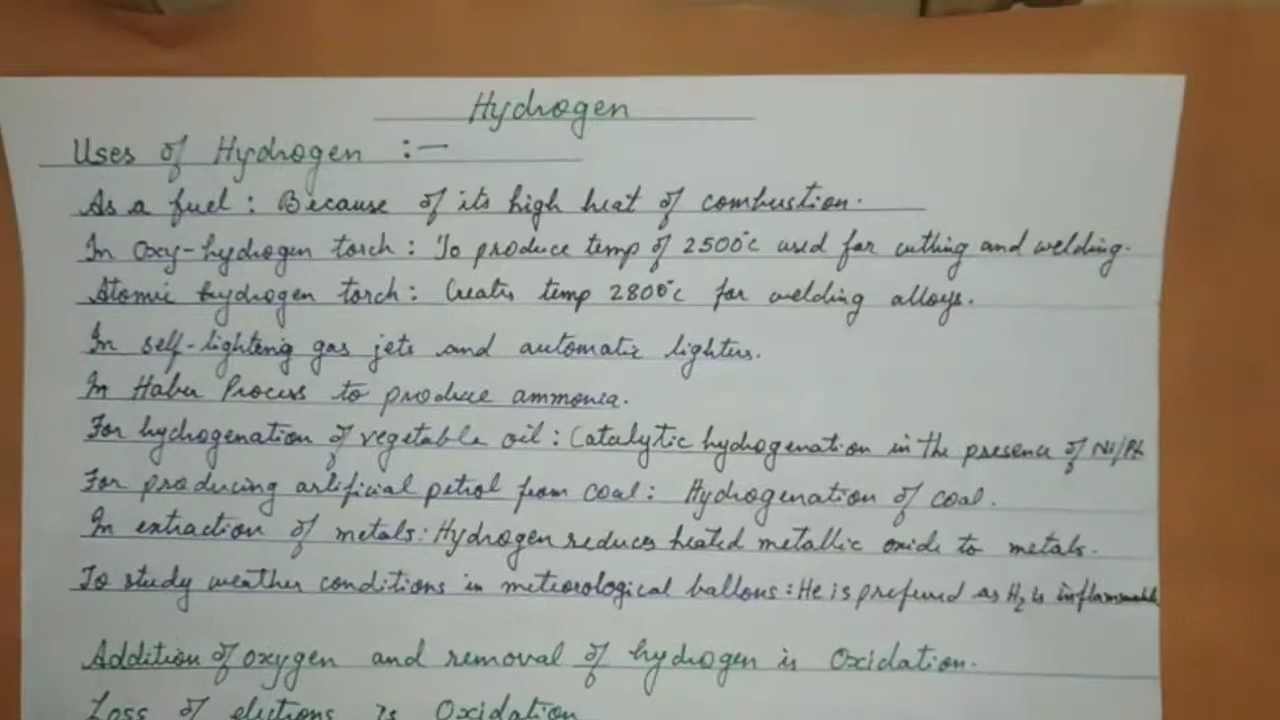 Hydrogen
Uses of Hydrogen :—
As a fuel : Because of its high heat of combustion.
In Oxy-hydrogen torch : To produce temp of 2500°c used for cutting and welding.
Atomic hydrogen torch : Creates temp 2800°c for welding alloys.
In self-lighting gas jets and automatic lighters.
In Haber Process to produce ammonia.
For hydrogenation of vegetable oil : Catalytic hydrogenation in the presence of Ni/Pt
For producing artificial petrol from coal : Hydrogenation of coal.
In extraction of metals : Hydrogen reduces heated metallic oxide to metals.
To study weather conditions in meteorological ballons : He is preferred as H₂ is inflammable
Addition of oxygen and removal of hydrogen is Oxidation.
Loss of electrons is Oxidation